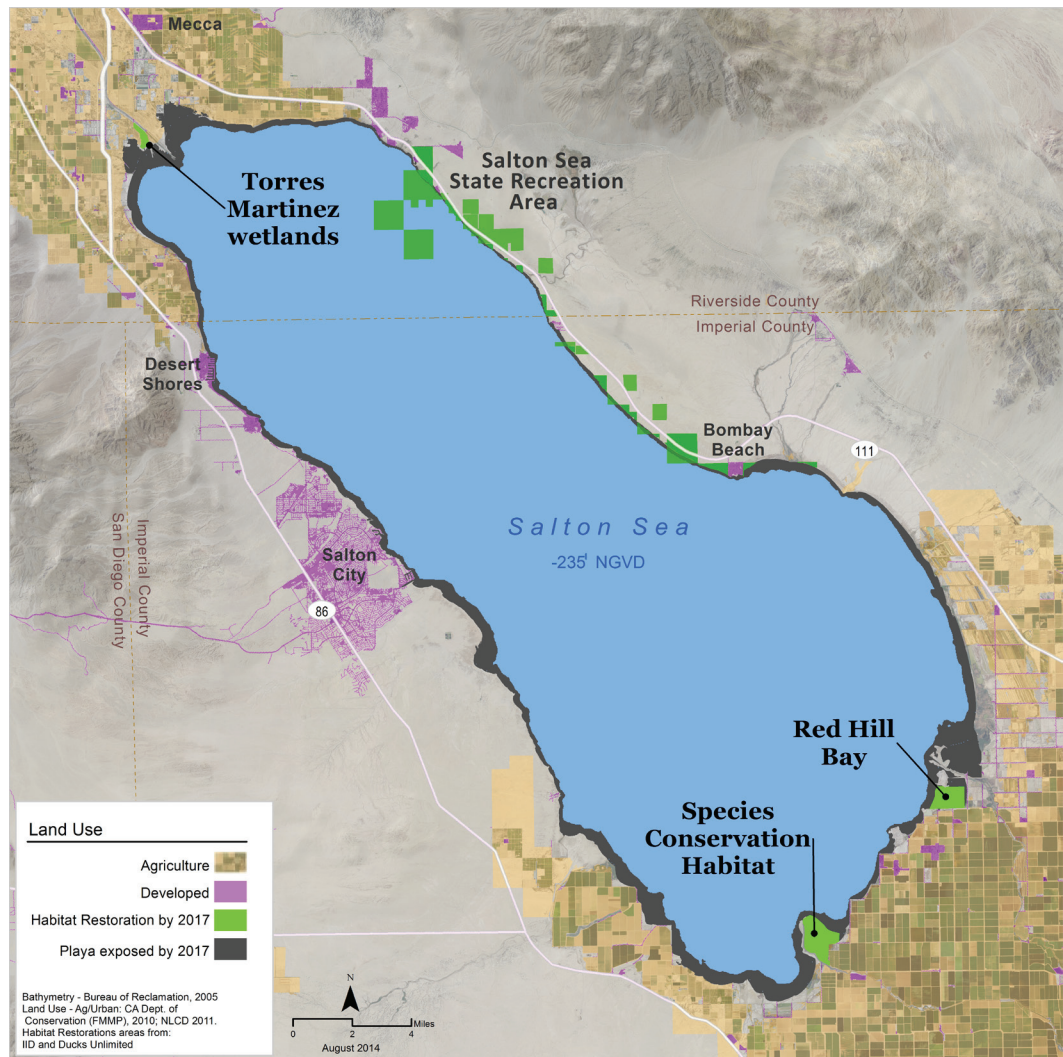 Mecca
Torres
Martinez
wetlands
Salton Sea
State Recreation
Area
Riverside County
Imperial County
Desert
Shores
Bombay
Beach
111
Salton Sea
-235' NGVD
Imperial County
San Diego County
Salton
City
86
Red Hill
Bay
Species
Conservation
Habitat
Land Use
Agriculture
Developed
Habitat Restoration by 2017
Playa exposed by 2017
Bathymetry - Bureau of Reclamation, 2005
Land Use - Ag/Urban: CA Dept. of
Conservation (FMMP), 2010; NLCD 2011.
Habitat Restorations areas from:
IID and Ducks Unlimited
N
0 2 4 Miles
August 2014